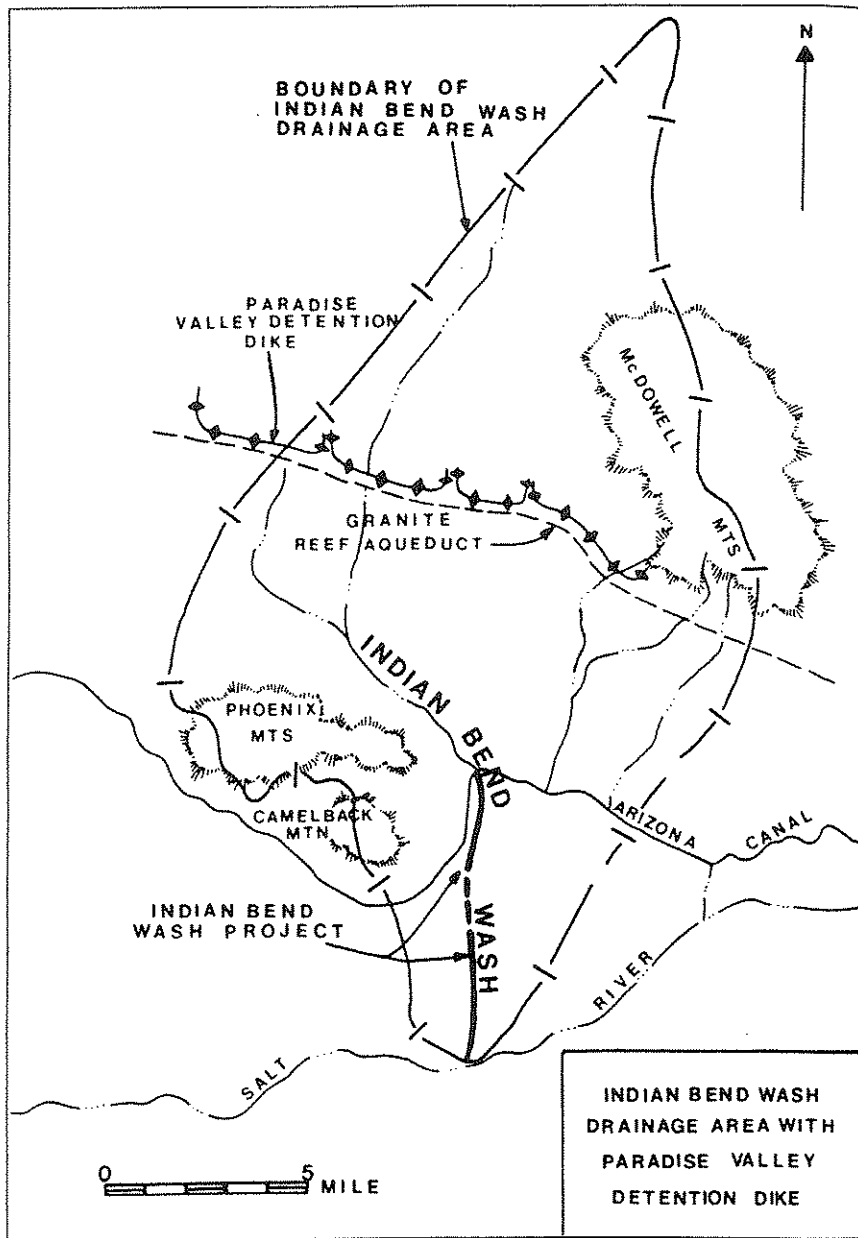 N
BOUNDARY OF
INDIAN BEND WASH
DRAINAGE AREA
PARADISE
VALLEY DETENTION
DIKE
McDOWELL
MTS
GRANITE
REEF AQUEDUCT
INDIAN BEND
WASH
PHOENIX
MTS
CAMELBACK
MTN
ARIZONA
CANAL
INDIAN BEND
WASH PROJECT
RIVER
SALT
0 5
MILE
INDIAN BEND WASH
DRAINAGE AREA WITH
PARADISE VALLEY
DETENTION DIKE